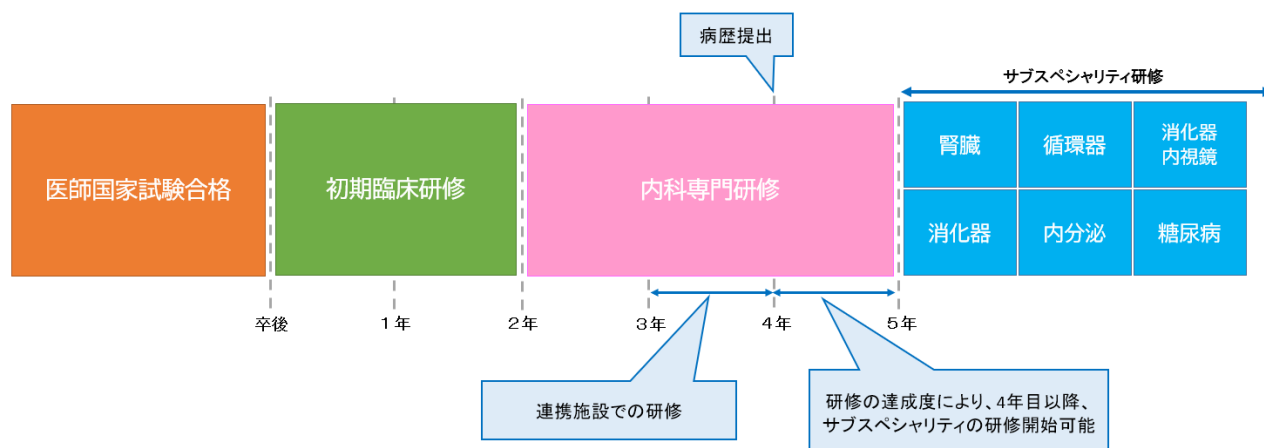 病歴提出
サブスペシャリティ研修
医師国家試験合格
初期臨床研修
内科専門研修
腎臓
循環器
消化器
内視鏡
消化器
内分泌
糖尿病
卒後
1年
2年
3年
4年
5年
連携施設での研修
研修の達成度により、4年目以降、
サブスペシャリティの研修開始可能